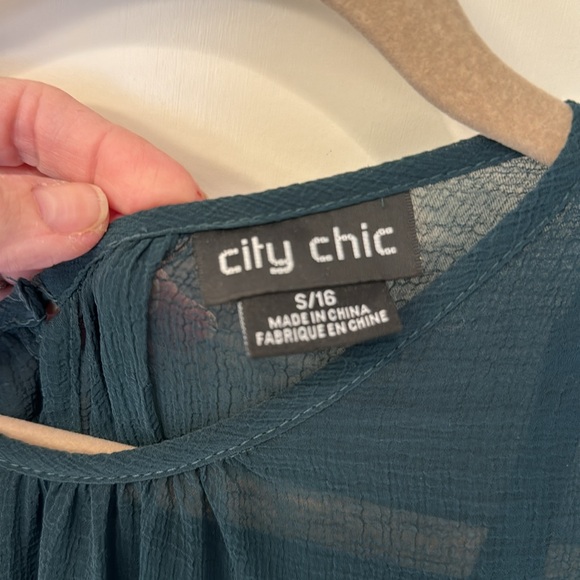 city chic
S/16
MADE IN CHINA
FABRIQUE EN CHINE